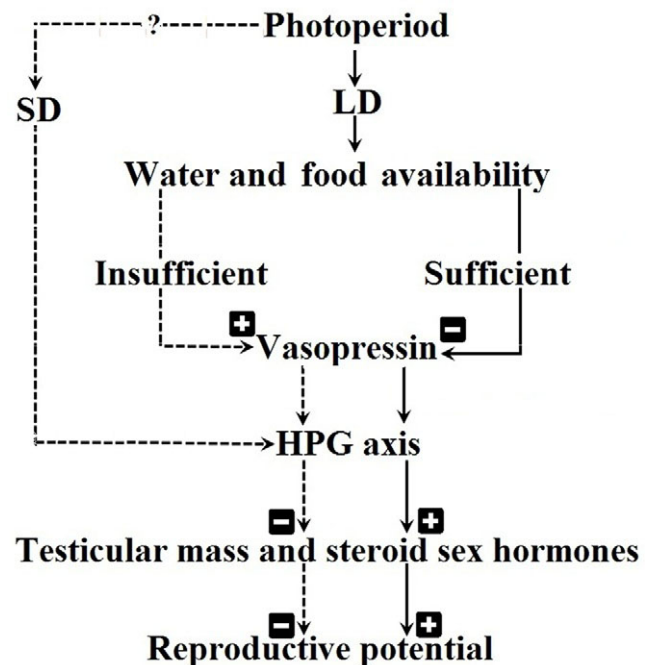 ? Photoperiod
SD LD
Water and food availability
Insufficient Sufficient
+ −
Vasopressin
HPG axis
− +
Testicular mass and steroid sex hormones
− +
Reproductive potential